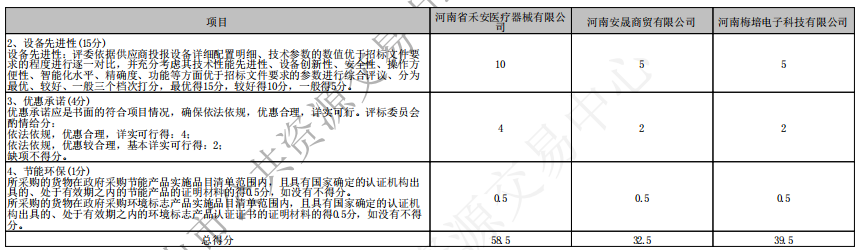 项目 河南省禾安医疗器械有限公司 河南安晟商贸有限公司 河南梅培电子科技有限公司
2、设备先进性(15分)
设备先进性：评委依据供应商投报设备详细配置明细、技术参数的数值优于招标文件要
求的程度进行逐一对比，并充分考虑其技术性能先进性、设备创新性、安全性、操作方
便性、智能化水平、精确度、功能等方面优于招标文件要求的参数进行综合评议、分为
最优、较好、一般三个档次打分，最优得15分，较好得10分，一般得5分。
10 5 5
3、优惠承诺(4分)
优惠承诺应是书面的符合项目情况，确保依法依规，优惠合理，详实可行。评标委员会
酌情给分：
依法依规，优惠合理，详实可行得：4；
依法依规，优惠较合理，基本详实可行得：2；
缺项不得分。
4 2 2
4、节能环保(1分)
所采购的货物在政府采购节能产品实施品目清单范围内，且具有国家确定的认证机构出
具的、处于有效期之内的节能产品的证明材料的得0.5分，如没有不得分。
所采购的货物在政府采购环境标志产品实施品目清单范围内，且具有国家确定的认证机
构出具的、处于有效期之内的环境标志产品认证证书的证明材料的得0.5分，如没有不得
分。
0.5 0.5 0.5
总得分 58.5 32.5 39.5
共资源交易中心
资源交易中心